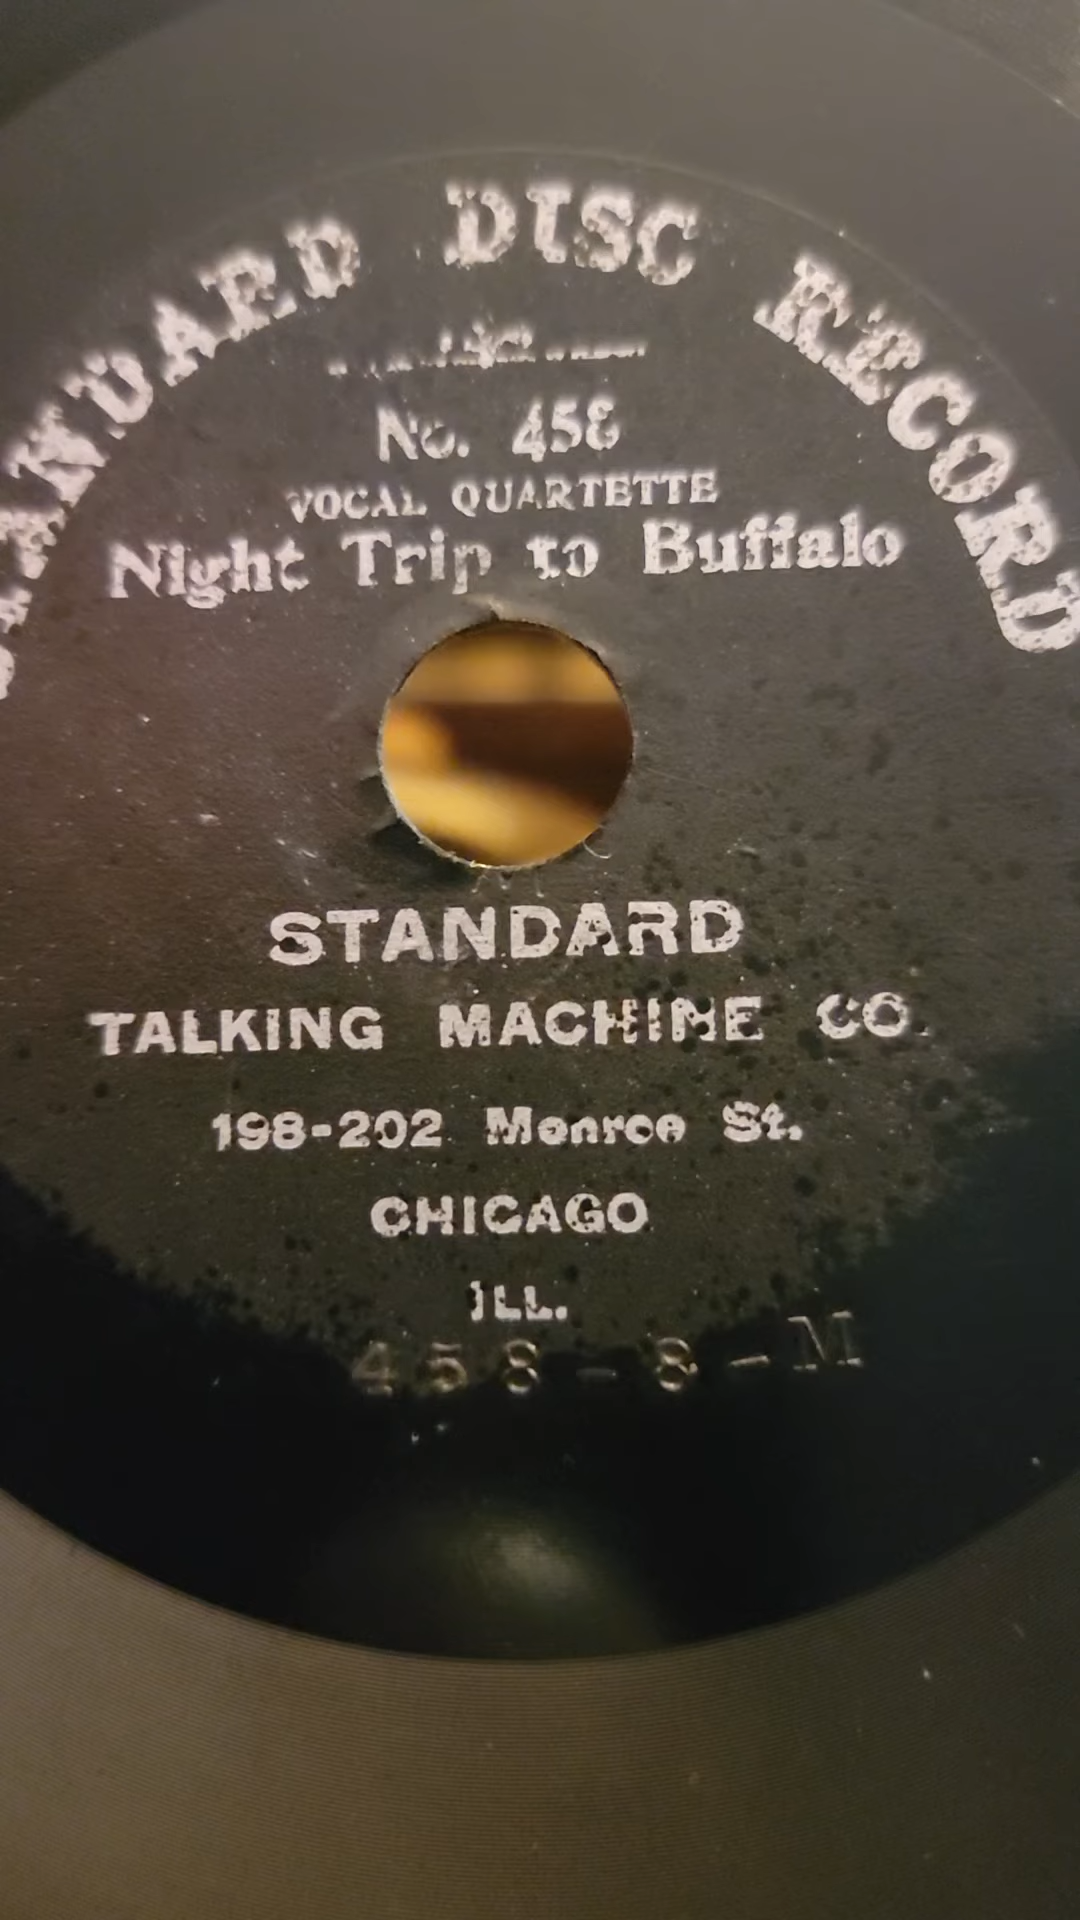 STANDARD DISC RECORD
No. 458
VOCAL QUARTETTE
Night Trip to Buffalo
STANDARD
TALKING MACHINE CO.
198-202 Monroe St.
CHICAGO
ILL.
458-8-M